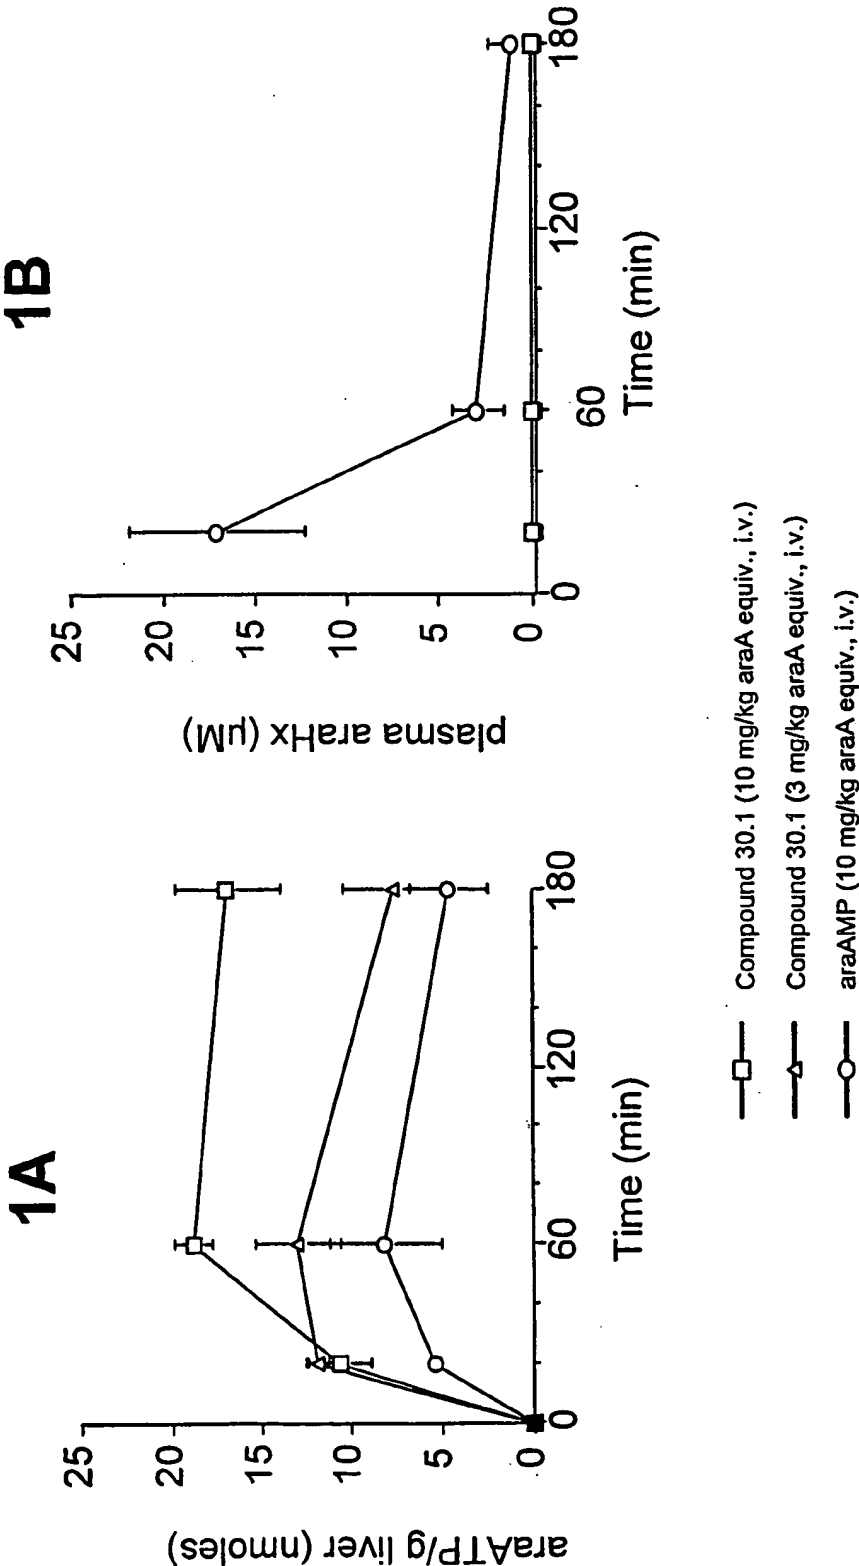 1A
araATP/g liver (nmoles)
25
20
15
10
5
0
0
60
120
180
Time (min)
1B
plasma araHx (µM)
25
20
15
10
5
0
0
60
120
180
Time (min)
Compound 30.1 (10 mg/kg araA equiv., i.v.)
Compound 30.1 (3 mg/kg araA equiv., i.v.)
araAMP (10 mg/kg araA equiv., i.v.)